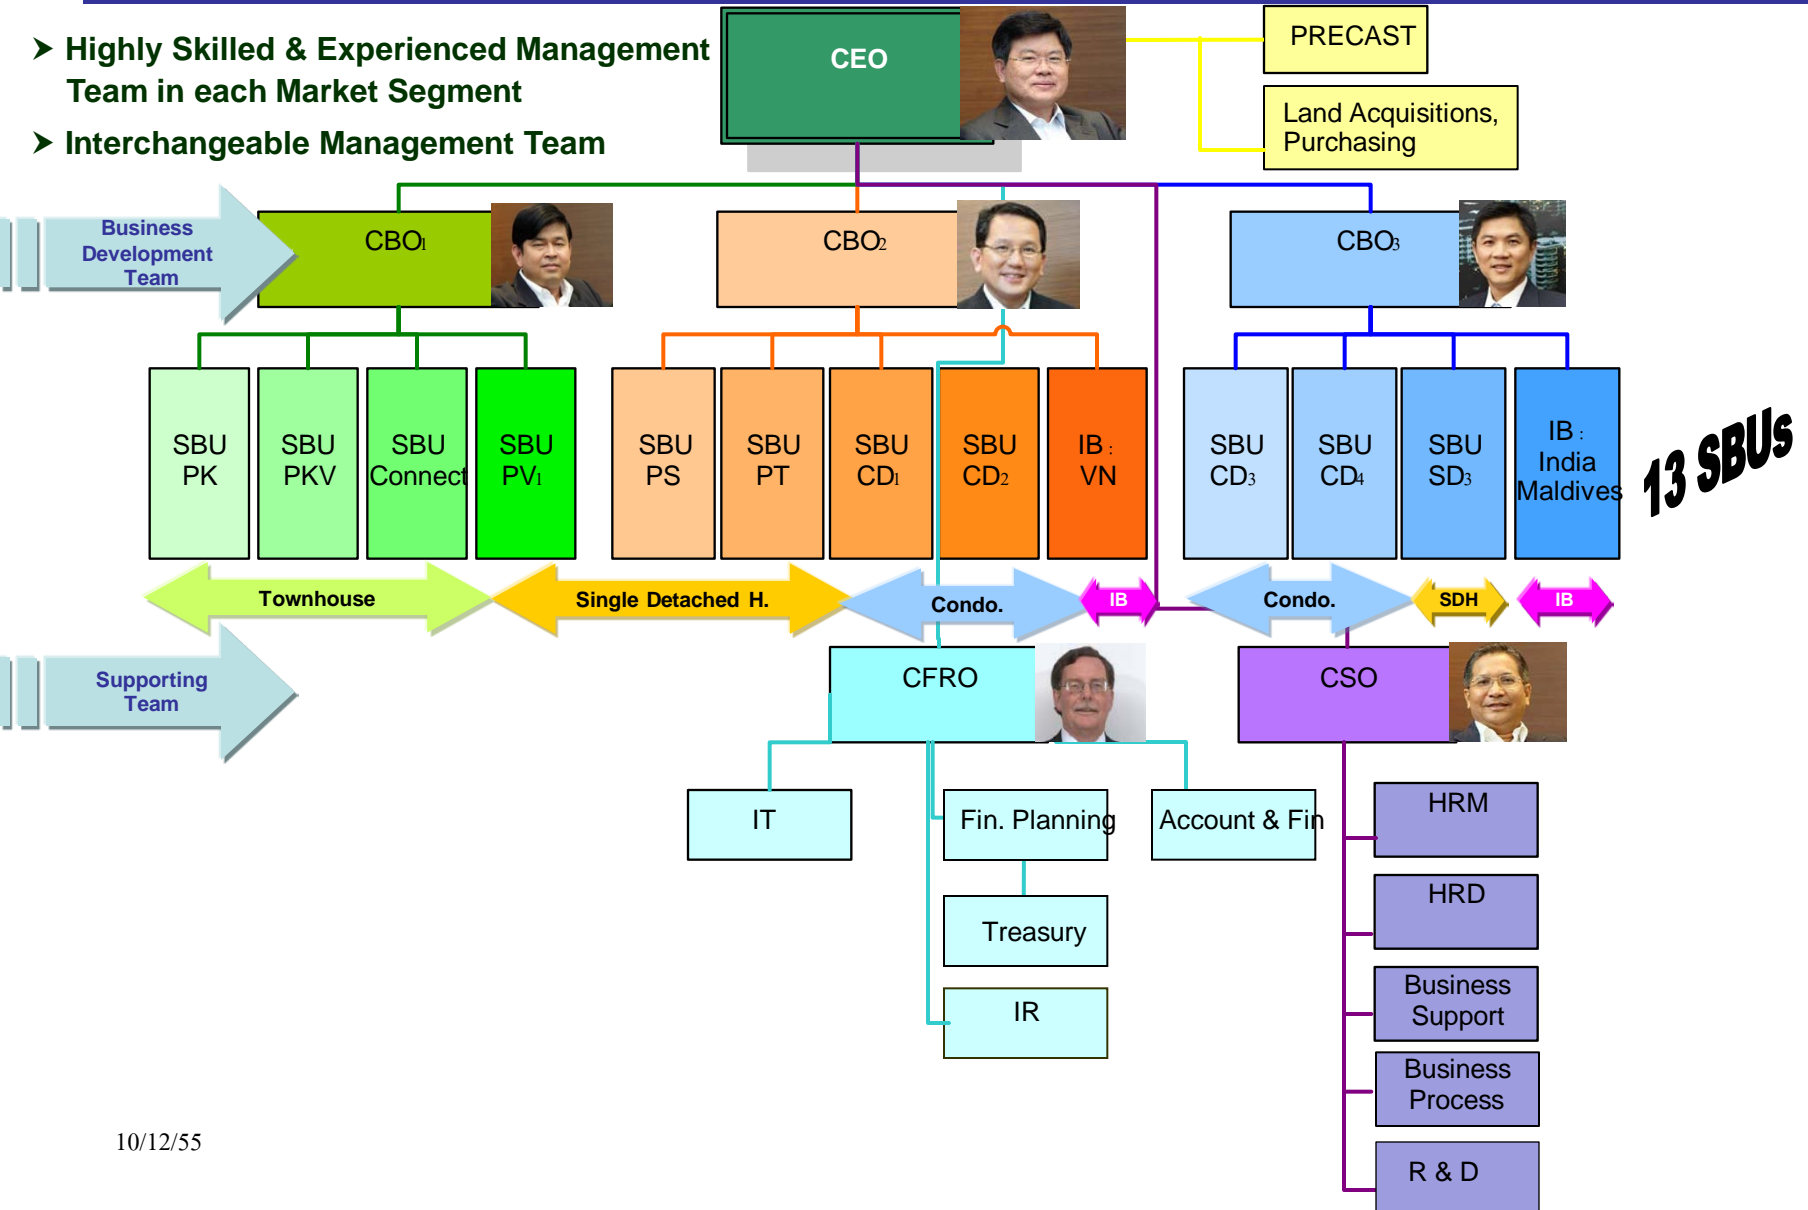 ➤ Highly Skilled & Experienced Management
Team in each Market Segment
➤ Interchangeable Management Team
CEO
PRECAST
Land Acquisitions,
Purchasing
Business
Development
Team
CBO1
CBO2
CBO3
SBU
PK
SBU
PKV
SBU
Connect
SBU
PV1
SBU
PS
SBU
PT
SBU
CD1
SBU
CD2
IB :
VN
SBU
CD3
SBU
CD4
SBU
SD3
IB :
India
Maldives
13 SBUs
Townhouse
Single Detached H.
Condo.
IB
Condo.
SDH
IB
Supporting
Team
CFRO
CSO
IT
Fin. Planning
Account & Fin
Treasury
IR
HRM
HRD
Business
Support
Business
Process
R & D
10/12/55